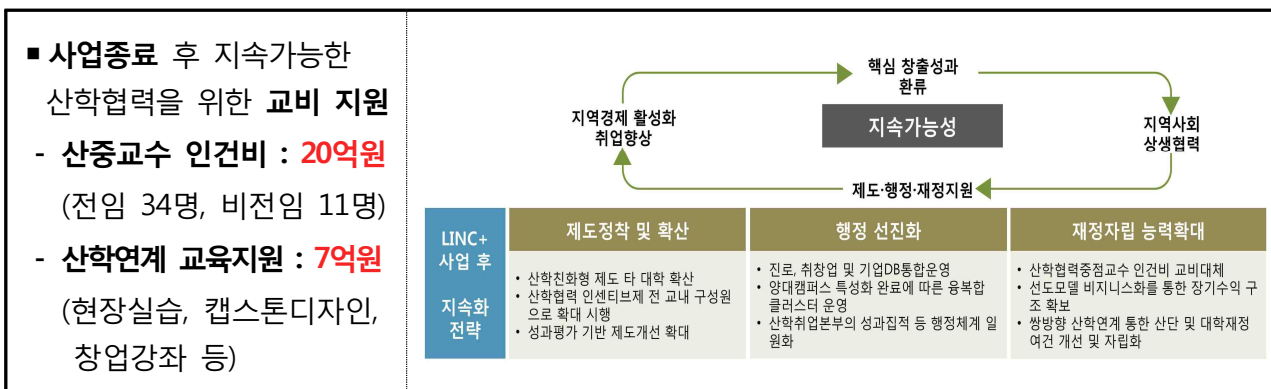 ■ 사업종료 후 지속가능한
산학협력을 위한 교비 지원
- 산중교수 인건비 : 20억원
(전임 34명, 비전임 11명)
- 산학연계 교육지원 : 7억원
(현장실습, 캡스톤디자인,
창업강좌 등)
핵심 창출성과
환류
지역경제 활성화
취업향상
지속가능성
지역사회
상생협력
제도·행정·재정지원
LINC+
사업 후
지속화
전략
제도정착 및 확산
• 산학친화형 제도 타 대학 확산
• 산학협력 인센티브제 전 교내 구성원
으로 확대 시행
• 성과평가 기반 제도개선 확대
행정 선진화
• 진로, 취창업 및 기업DB통합운영
• 양대캠퍼스 특성화 완료에 따른 융복합
클러스터 운영
• 산학취업본부의 성과집적 등 행정체계 일
원화
재정자립 능력확대
• 산학협력중점교수 인건비 교비대체
• 선도모델 비지니스화를 통한 장기수익 구
조 확보
• 쌍방향 산학연계 통한 산단 및 대학재정
여건 개선 및 자립화